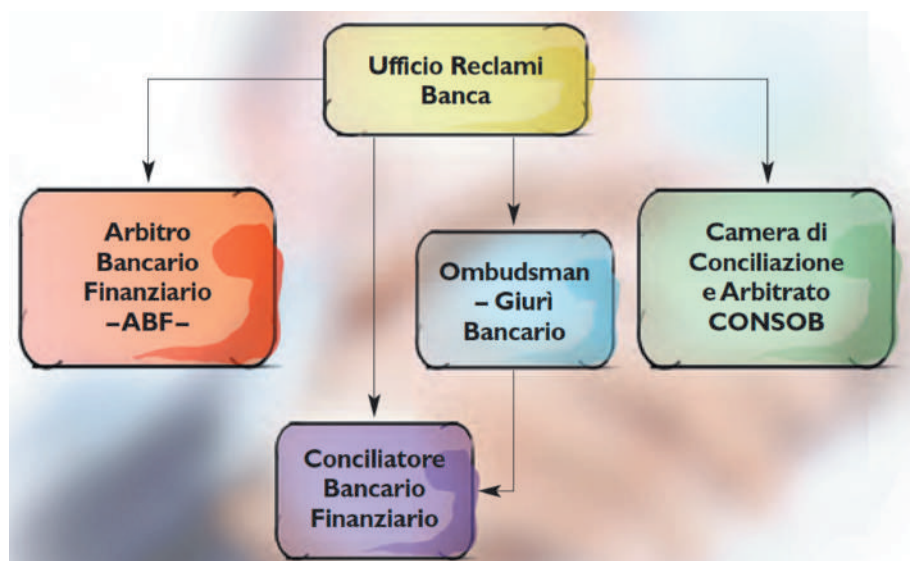 Ufficio Reclami
Banca
Arbitro
Bancario
Finanziario
–ABF–
Ombudsman
– Giurì
Bancario
Camera di
Conciliazione
e Arbitrato
CONSOB
Conciliatore
Bancario
Finanziario